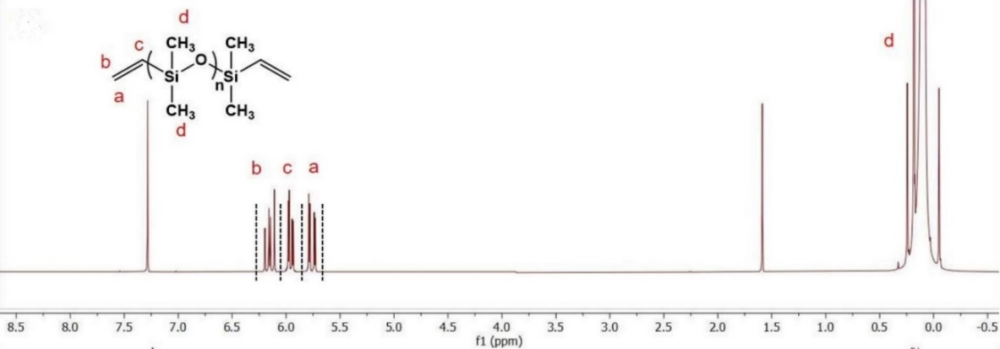 d
c CH₃ CH₃
b
( Si O )n Si
a
CH₃ CH₃
d
d
b c a
8.5 8.0 7.5 7.0 6.5 6.0 5.5 5.0 4.5 4.0 3.5 3.0 2.5 2.0 1.5 1.0 0.5 0.0 -0.5
f1 (ppm)